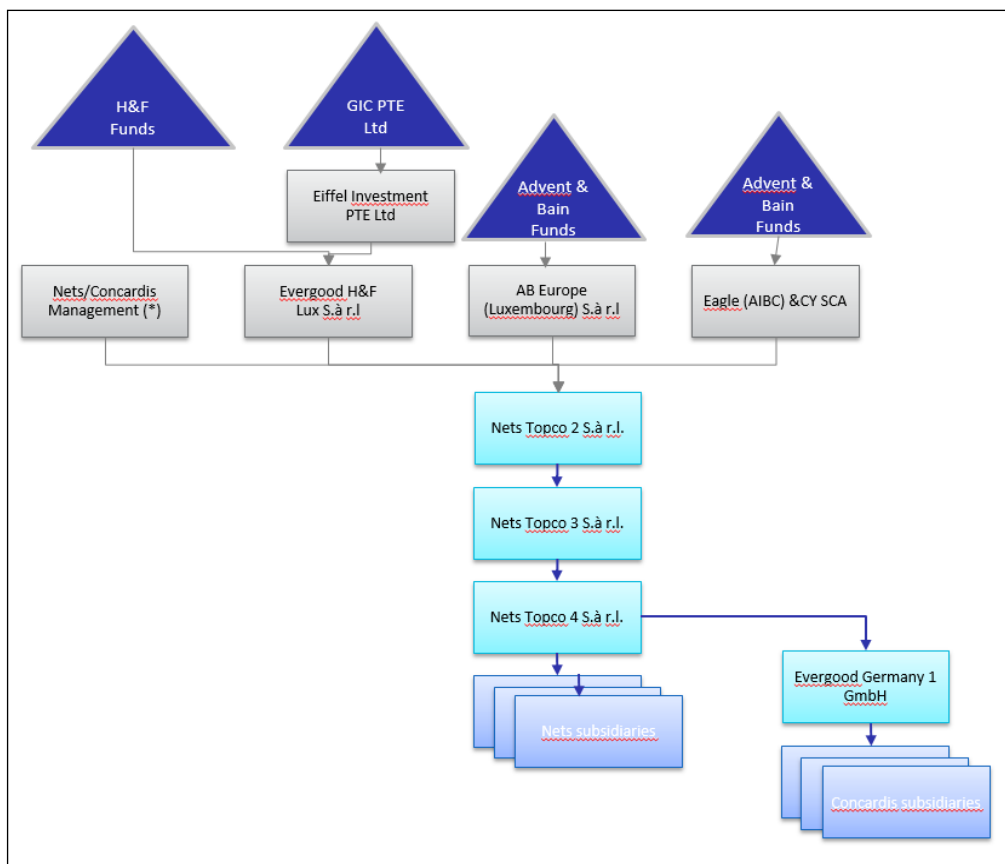 H&F
Funds
GIC PTE
Ltd
Advent &
Bain
Funds
Advent &
Bain
Funds
Eiffel Investment
PTE Ltd
Nets/Concardis
Management (*)
Evergood H&F
Lux S.à r.l
AB Europe
(Luxembourg) S.à r.l
Eagle (AIBC) &CY SCA
Nets Topco 2 S.à r.l.
Nets Topco 3 S.à r.l.
Nets Topco 4 S.à r.l.
Evergood Germany 1
GmbH
Nets subsidiaries
Concardis subsidiaries